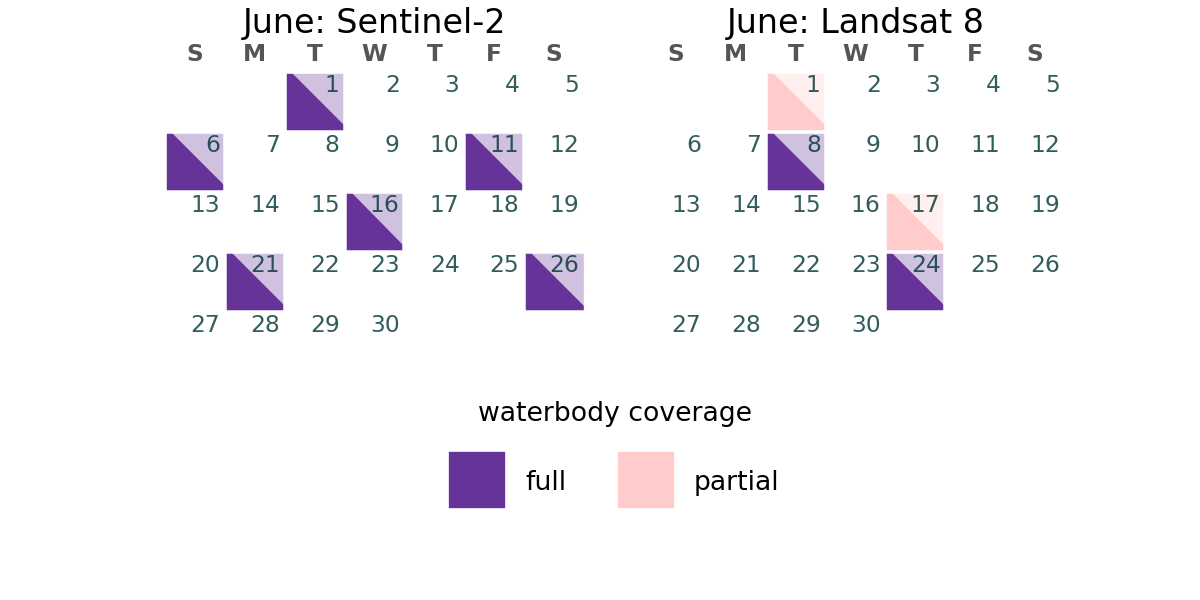 June: Sentinel-2
S M T W T F S
1 2 3 4 5
6 7 8 9 10 11 12
13 14 15 16 17 18 19
20 21 22 23 24 25 26
27 28 29 30
June: Landsat 8
S M T W T F S
1 2 3 4 5
6 7 8 9 10 11 12
13 14 15 16 17 18 19
20 21 22 23 24 25 26
27 28 29 30
waterbody coverage
full
partial